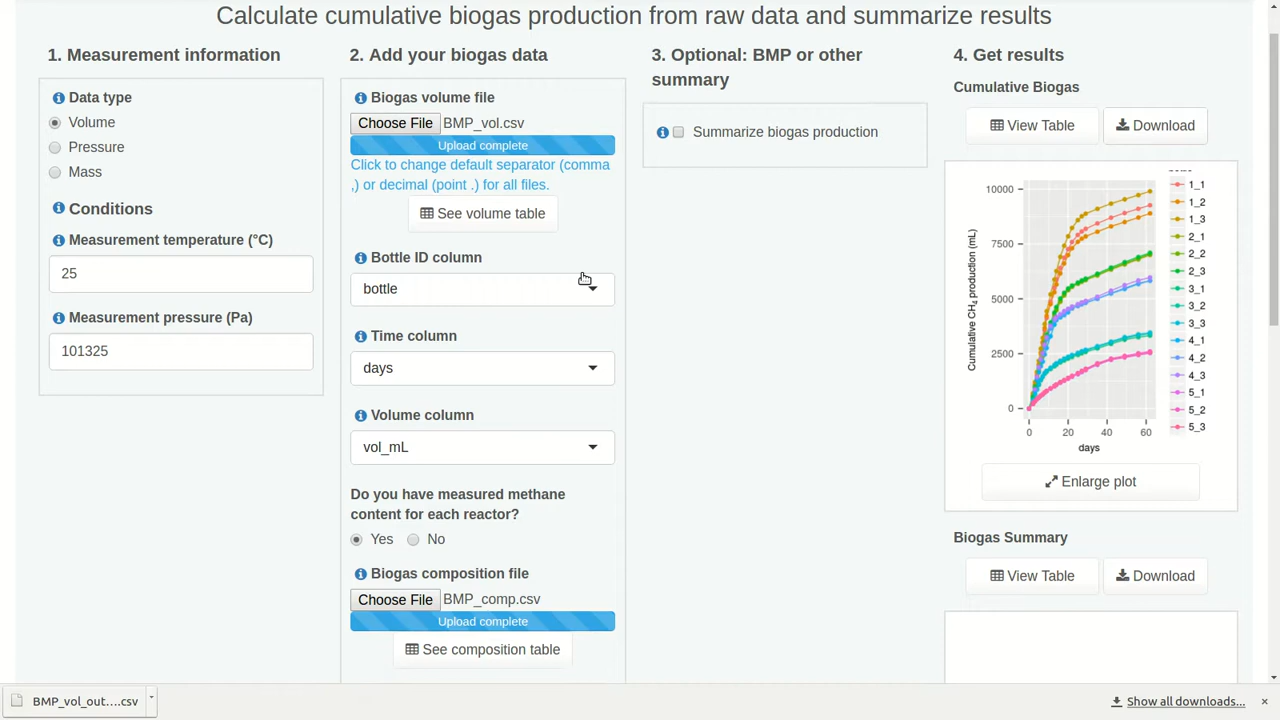 Calculate cumulative biogas production from raw data and summarize results
1. Measurement information
Data type
Volume
Pressure
Mass
Conditions
Measurement temperature (°C)
25
Measurement pressure (Pa)
101325
2. Add your biogas data
Biogas volume file
Choose File BMP_vol.csv
Upload complete
Click to change default separator (comma
,) or decimal (point .) for all files.
See volume table
Bottle ID column
bottle
Time column
days
Volume column
vol_mL
Do you have measured methane
content for each reactor?
Yes No
Biogas composition file
Choose File BMP_comp.csv
Upload complete
See composition table
3. Optional: BMP or other
summary
Summarize biogas production
4. Get results
Cumulative Biogas
View Table Download
Cumulative CH4 production (mL)
10000
7500
5000
2500
0
0 20 40 60
days
1_1
1_2
1_3
2_1
2_2
2_3
3_1
3_2
3_3
4_1
4_2
4_3
5_1
5_2
5_3
Enlarge plot
Biogas Summary
View Table Download
BMP_vol_out....csv
Show all downloads...